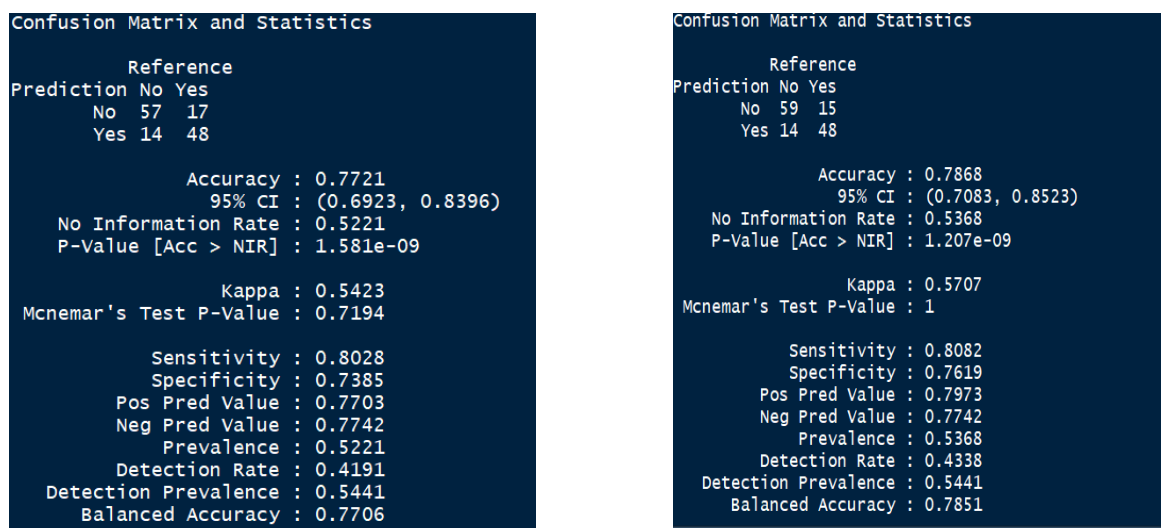 Confusion Matrix and Statistics
Reference
Prediction No Yes
No 57 17
Yes 14 48
Accuracy : 0.7721
95% CI : (0.6923, 0.8396)
No Information Rate : 0.5221
P-Value [Acc > NIR] : 1.581e-09
Kappa : 0.5423
Mcnemar's Test P-Value : 0.7194
Sensitivity : 0.8028
Specificity : 0.7385
Pos Pred Value : 0.7703
Neg Pred Value : 0.7742
Prevalence : 0.5221
Detection Rate : 0.4191
Detection Prevalence : 0.5441
Balanced Accuracy : 0.7706
Confusion Matrix and Statistics
Reference
Prediction No Yes
No 59 15
Yes 14 48
Accuracy : 0.7868
95% CI : (0.7083, 0.8523)
No Information Rate : 0.5368
P-Value [Acc > NIR] : 1.207e-09
Kappa : 0.5707
Mcnemar's Test P-Value : 1
Sensitivity : 0.8082
Specificity : 0.7619
Pos Pred Value : 0.7973
Neg Pred Value : 0.7742
Prevalence : 0.5368
Detection Rate : 0.4338
Detection Prevalence : 0.5441
Balanced Accuracy : 0.7851